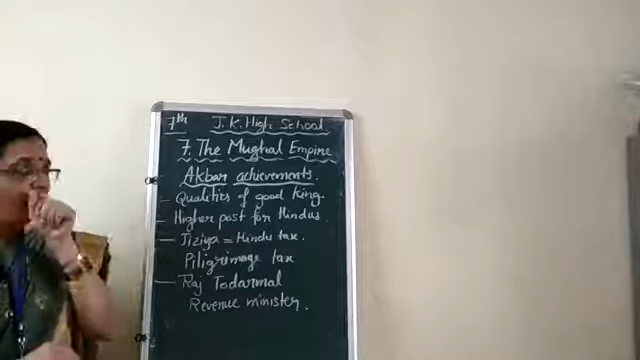 7th J.K. High School
7. The Mughal Empire
Akbar achievements.
- Qualities of good king.
- Higher post for Hindus.
- Jiziya = Hindu tax.
Piligrimage tax
- Raj Todarmal
Revenue minister.